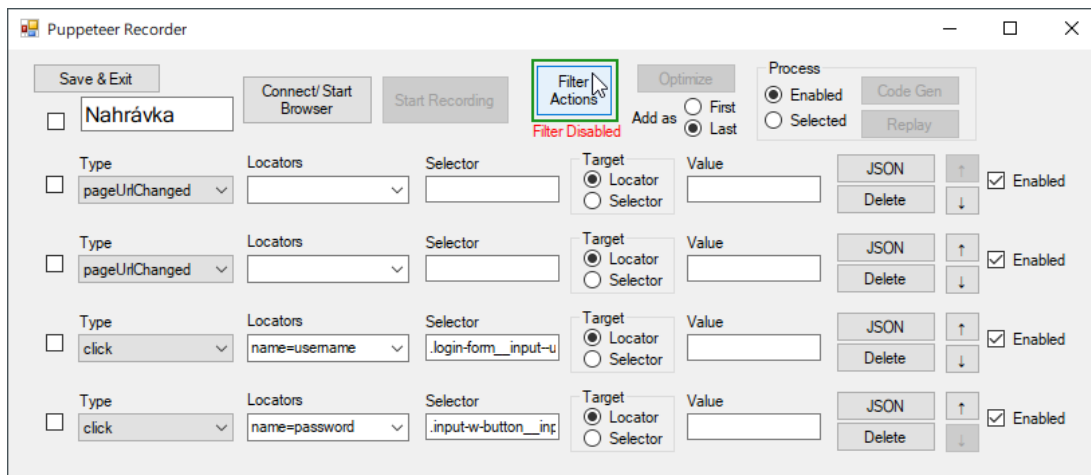 Puppeteer Recorder
Save & Exit
Nahrávka
Connect/ Start
Browser
Start Recording
Filter
Actions
Filter Disabled
Optimize
Add as
First
Last
Process
Enabled
Selected
Code Gen
Replay
Type Locators Selector Target Value
pageUrlChanged Locator JSON ↑ Enabled
Selector Delete ↓
Type Locators Selector Target Value
pageUrlChanged Locator JSON ↑ Enabled
Selector Delete ↓
Type Locators Selector Target Value
click name=username .login-form__input--u Locator JSON ↑ Enabled
Selector Delete ↓
Type Locators Selector Target Value
click name=password .input-w-button__inp Locator JSON ↑ Enabled
Selector Delete ↓